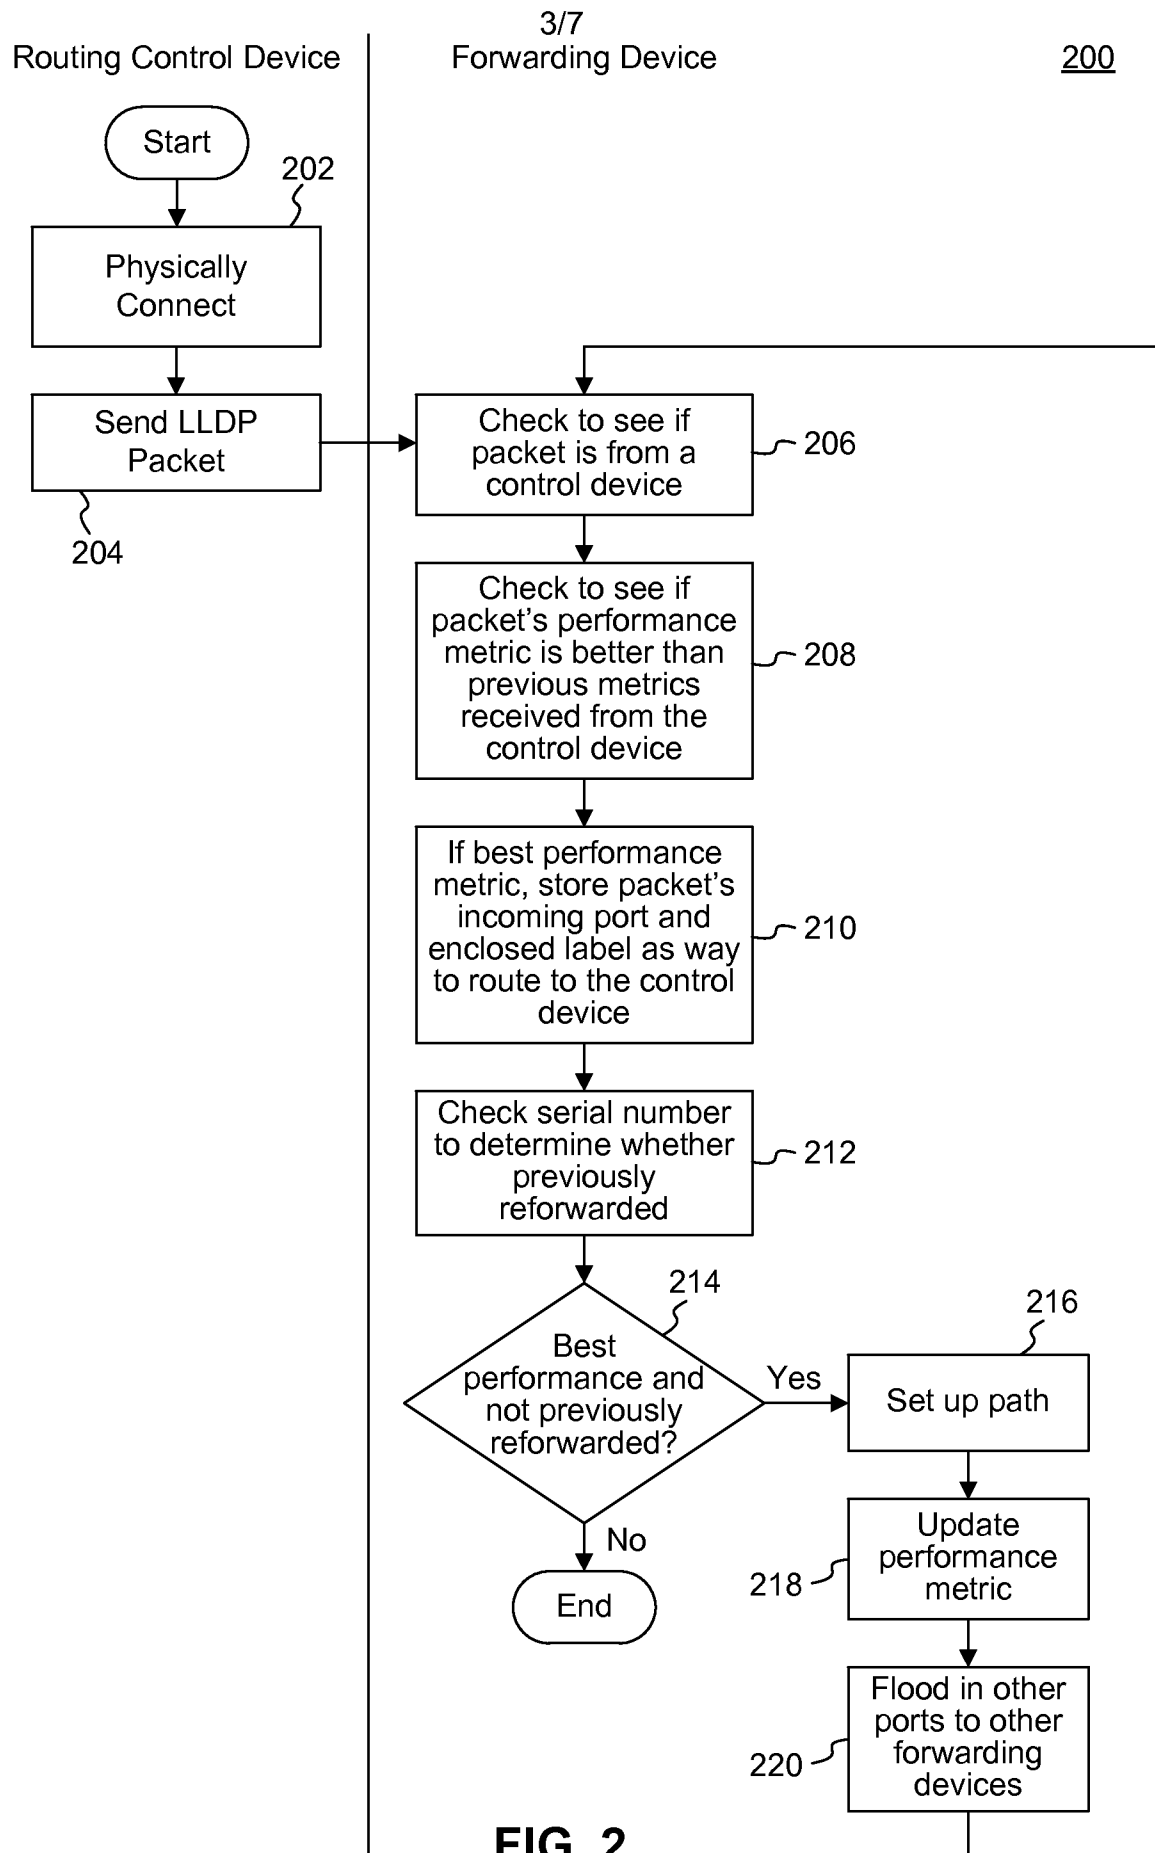 3/7
Routing Control Device
Forwarding Device
200
Start
202
Physically
Connect
Send LLDP
Packet
204
Check to see if
packet is from a
control device
206
Check to see if
packet's performance
metric is better than
previous metrics
received from the
control device
208
If best performance
metric, store packet's
incoming port and
enclosed label as way
to route to the control
device
210
Check serial number
to determine whether
previously
reforwarded
212
214
Best
performance and
not previously
reforwarded?
Yes
216
Set up path
No
End
Update
performance
metric
218
Flood in other
ports to other
forwarding
devices
220
FIG. 2